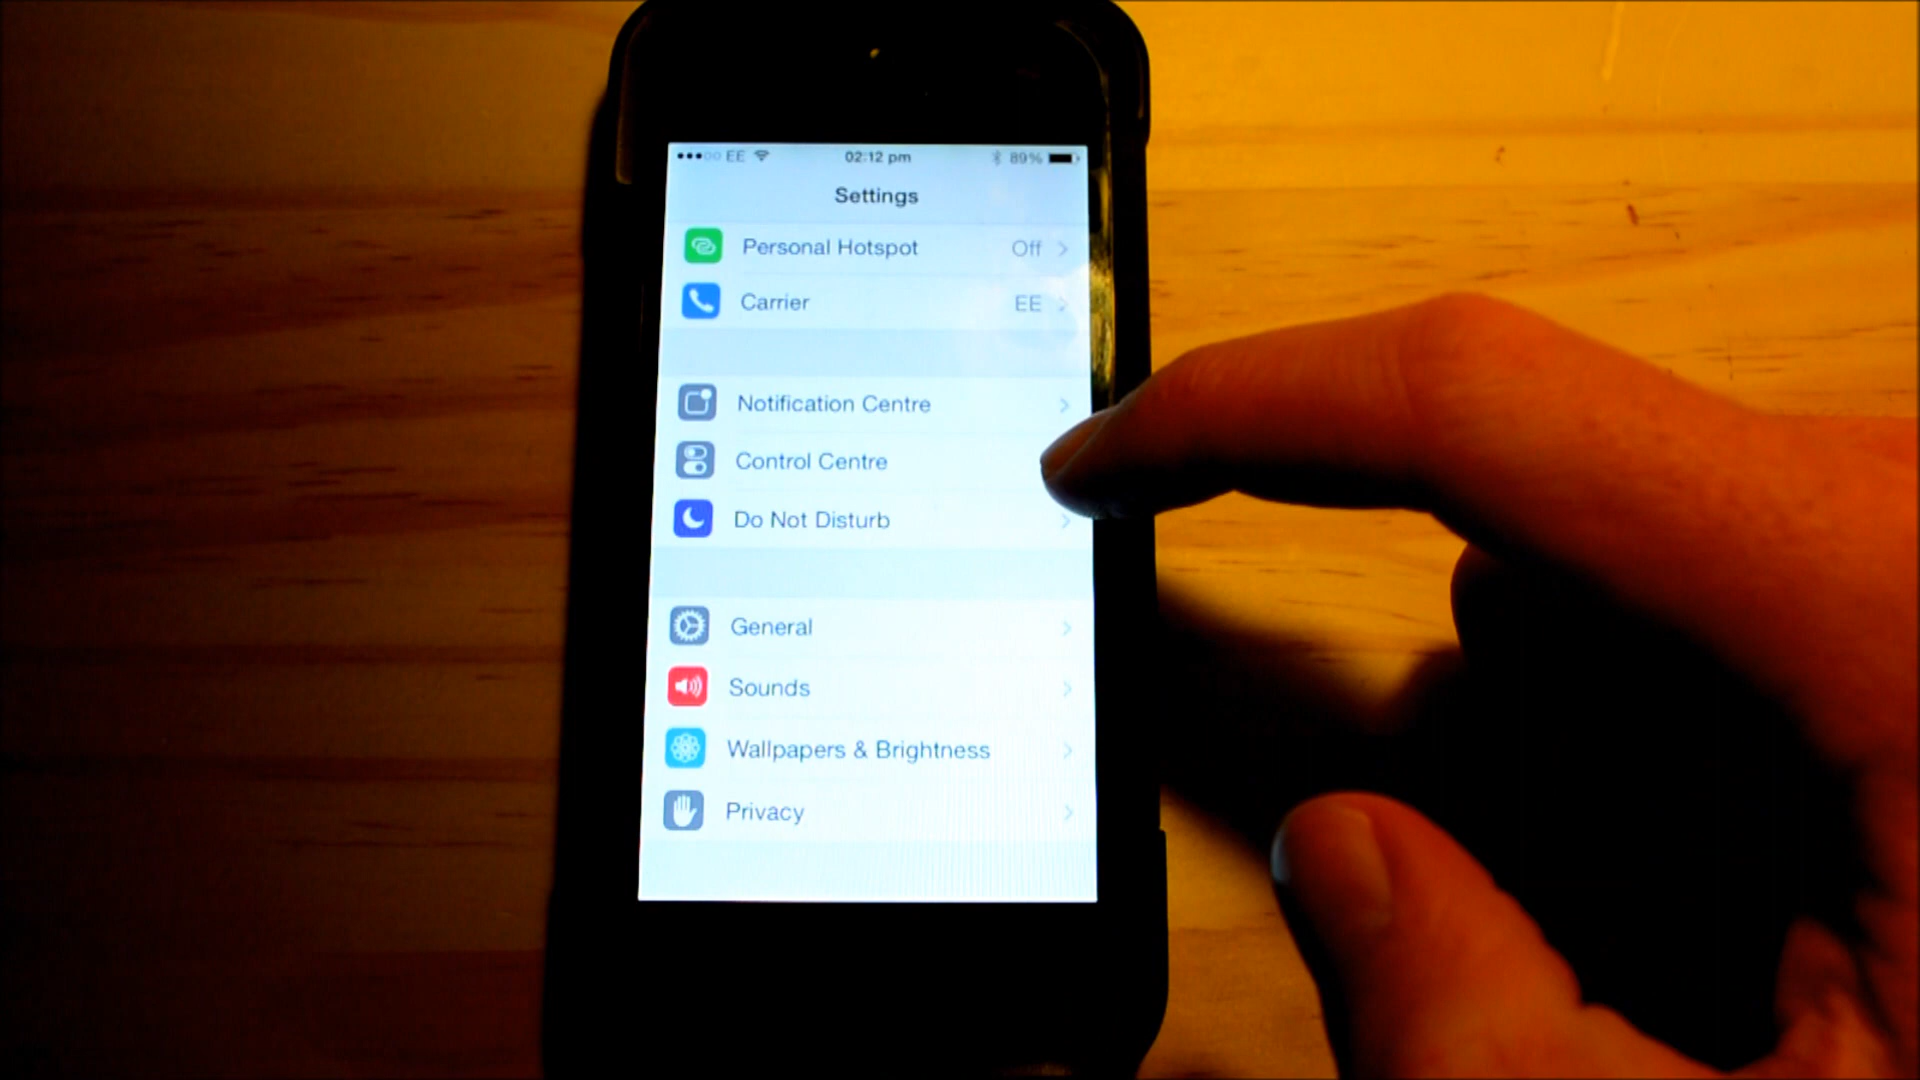 EE 02:12 pm 89%
Settings
Personal Hotspot Off
Carrier EE
Notification Centre
Control Centre
Do Not Disturb
General
Sounds
Wallpapers & Brightness
Privacy